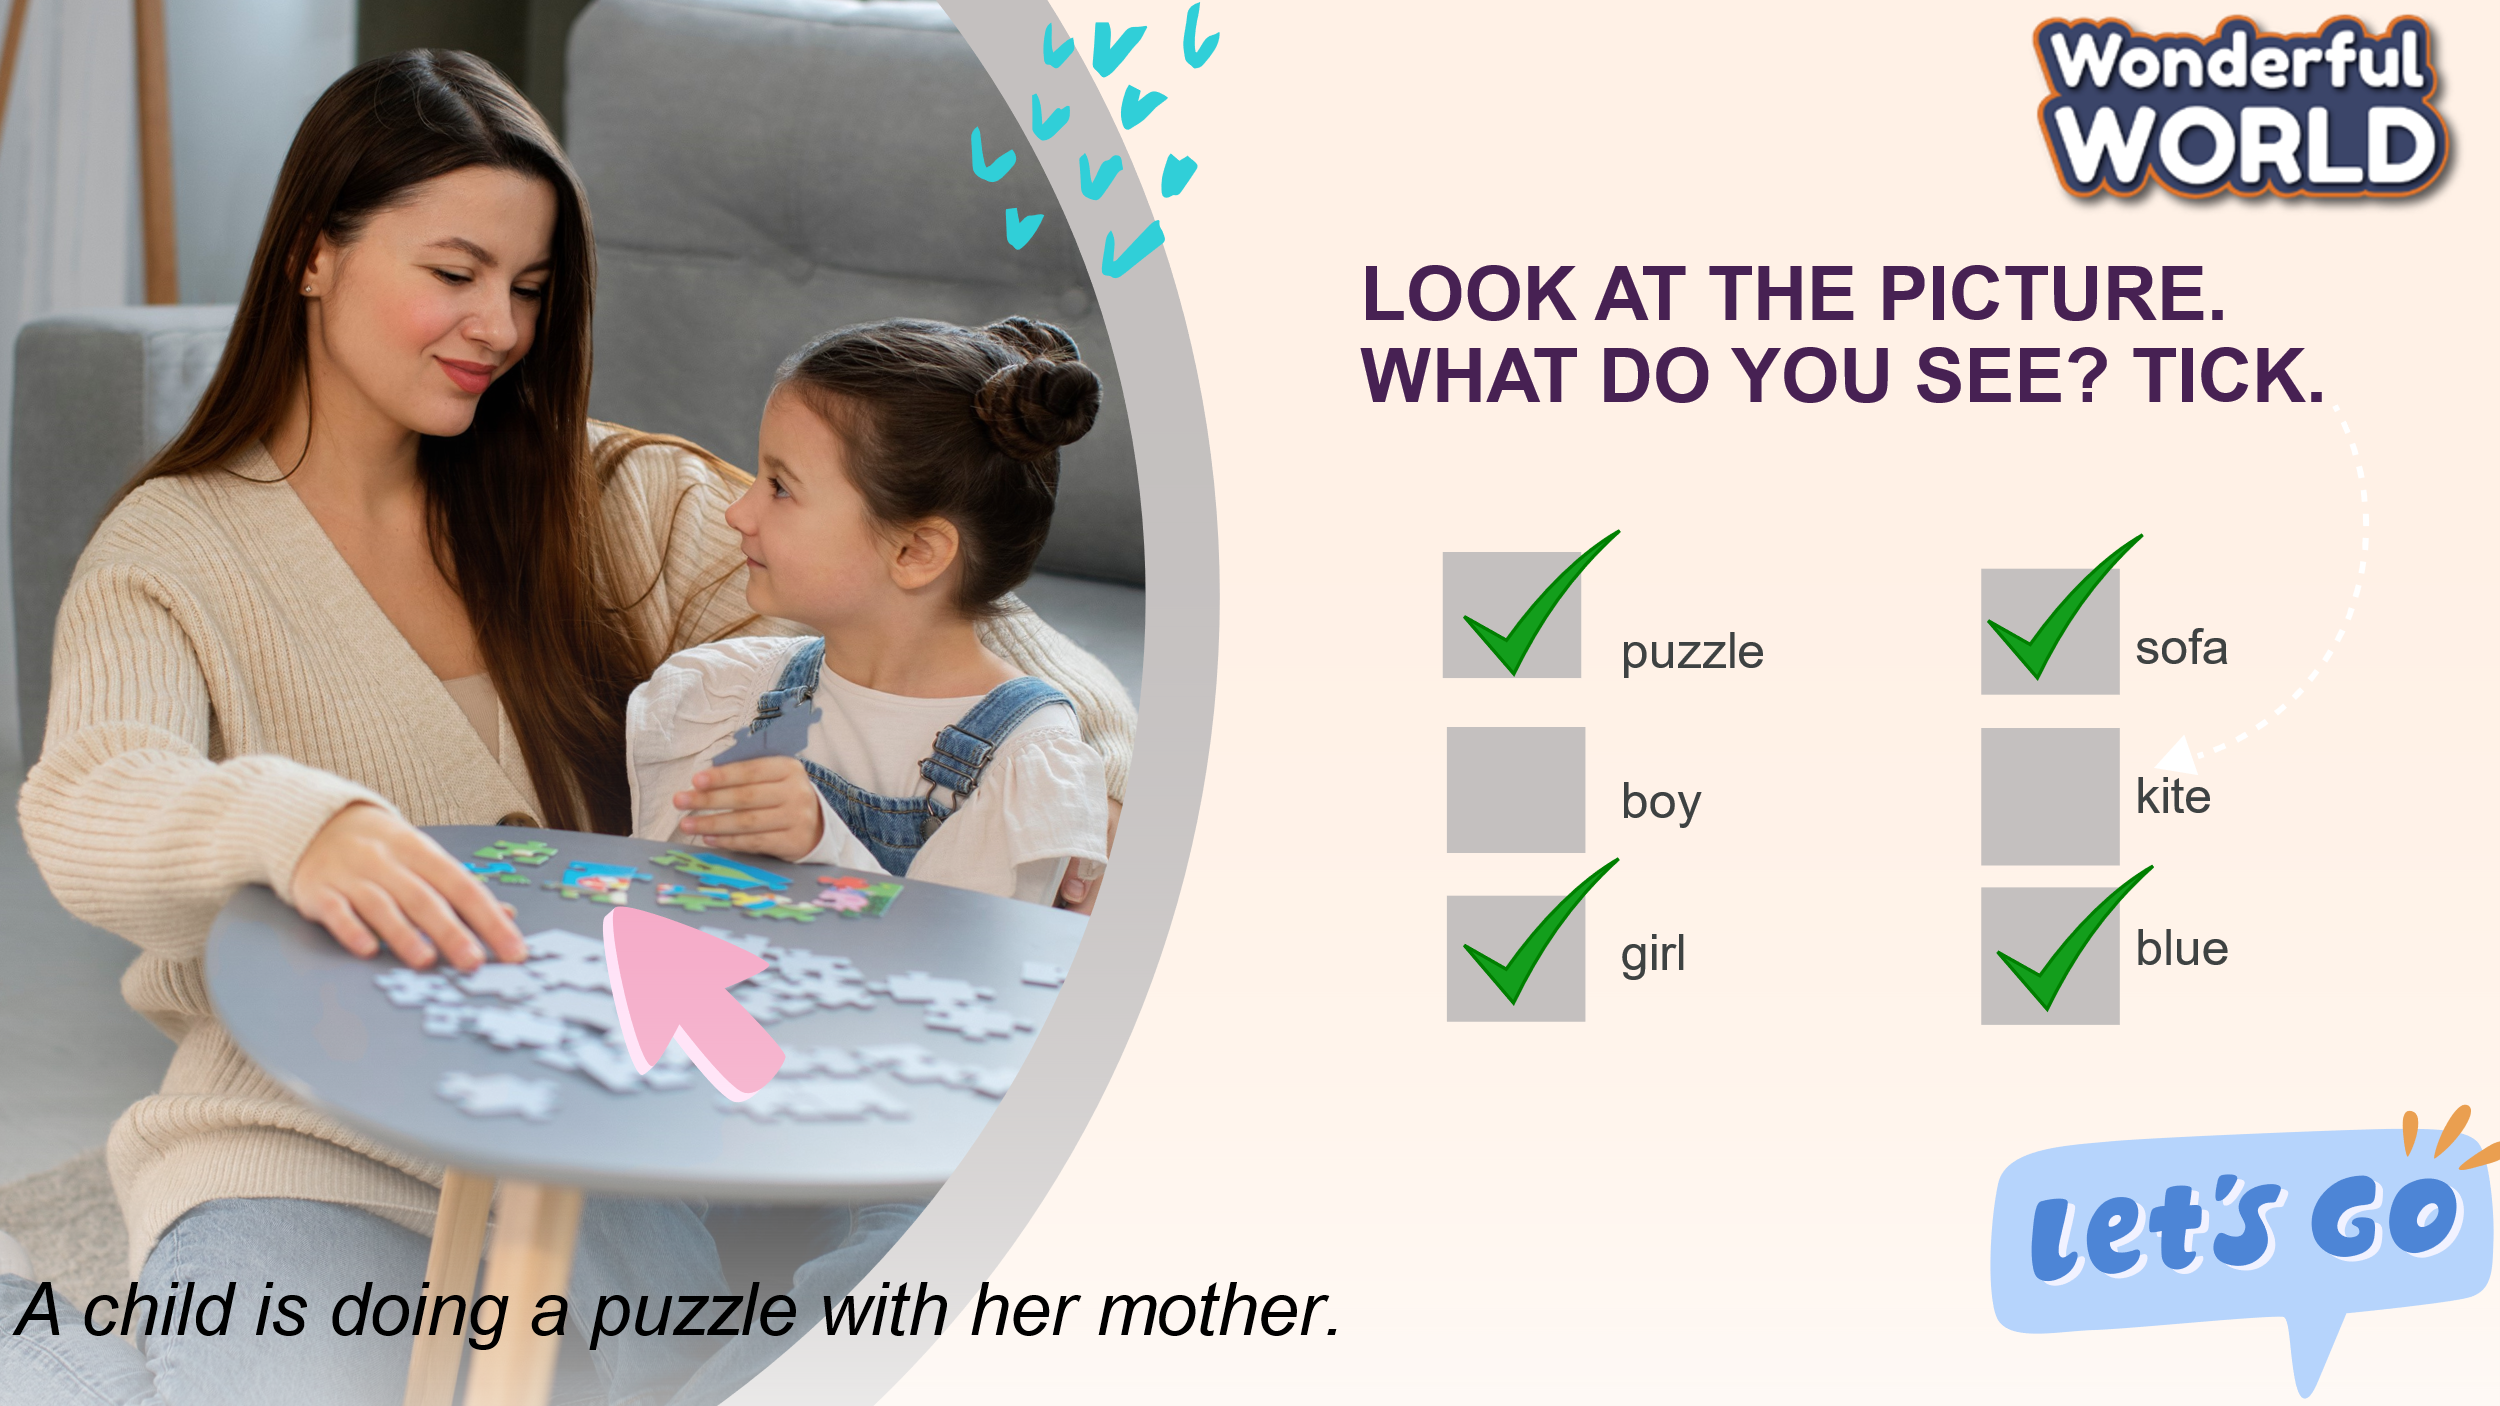 Wonderful
WORLD
LOOK AT THE PICTURE.
WHAT DO YOU SEE? TICK.
puzzle
sofa
boy
kite
girl
blue
Let's GO
A child is doing a puzzle with her mother.